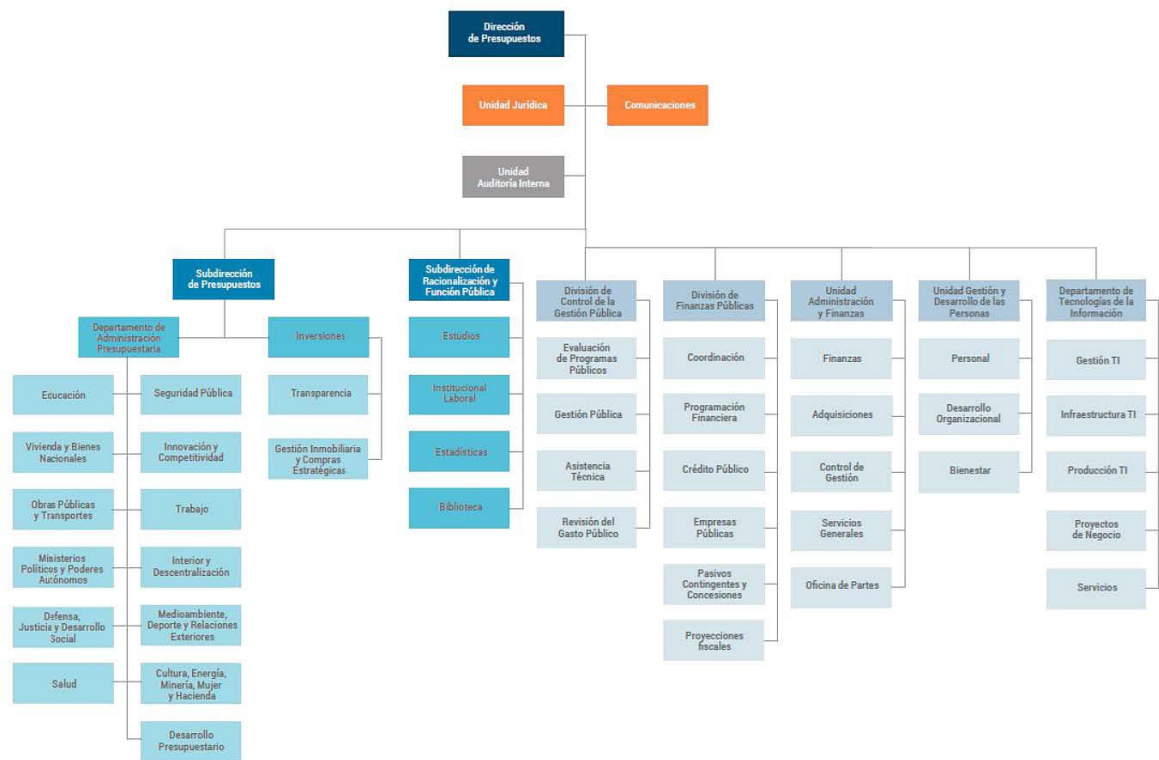 Dirección
de Presupuestos
Unidad Jurídica
Comunicaciones
Unidad
Auditoría Interna
Subdirección
de Presupuestos
Departamento de
Administración
Presupuestaria
Educación
Seguridad Pública
Vivienda y Bienes
Nacionales
Innovación y
Competitividad
Obras Públicas
y Transportes
Trabajo
Ministerios
Políticos y Poderes
Autónomos
Interior y
Descentralización
Defensa,
Justicia y Desarrollo
Social
Medioambiente,
Deporte y Relaciones
Exteriores
Salud
Cultura, Energía,
Minería, Mujer
y Hacienda
Desarrollo
Presupuestario
Inversiones
Transparencia
Gestión Inmobiliaria
y Compras
Estratégicas
Subdirección de
Racionalización y
Función Pública
Estudios
Institucional
Laboral
Estadísticas
Biblioteca
División de
Control de la
Gestión Pública
Evaluación
de Programas
Públicos
Gestión Pública
Asistencia
Técnica
Revisión del
Gasto Público
División de
Finanzas Públicas
Coordinación
Programación
Financiera
Crédito Público
Empresas
Públicas
Pasivos
Contingentes y
Concesiones
Proyecciones
fiscales
Unidad
Administración
y Finanzas
Finanzas
Adquisiciones
Control de
Gestión
Servicios
Generales
Oficina de Partes
Unidad Gestión y
Desarrollo de las
Personas
Personal
Desarrollo
Organizacional
Bienestar
Departamento de
Tecnologías de la
Información
Gestión TI
Infraestructura TI
Producción TI
Proyectos
de Negocio
Servicios